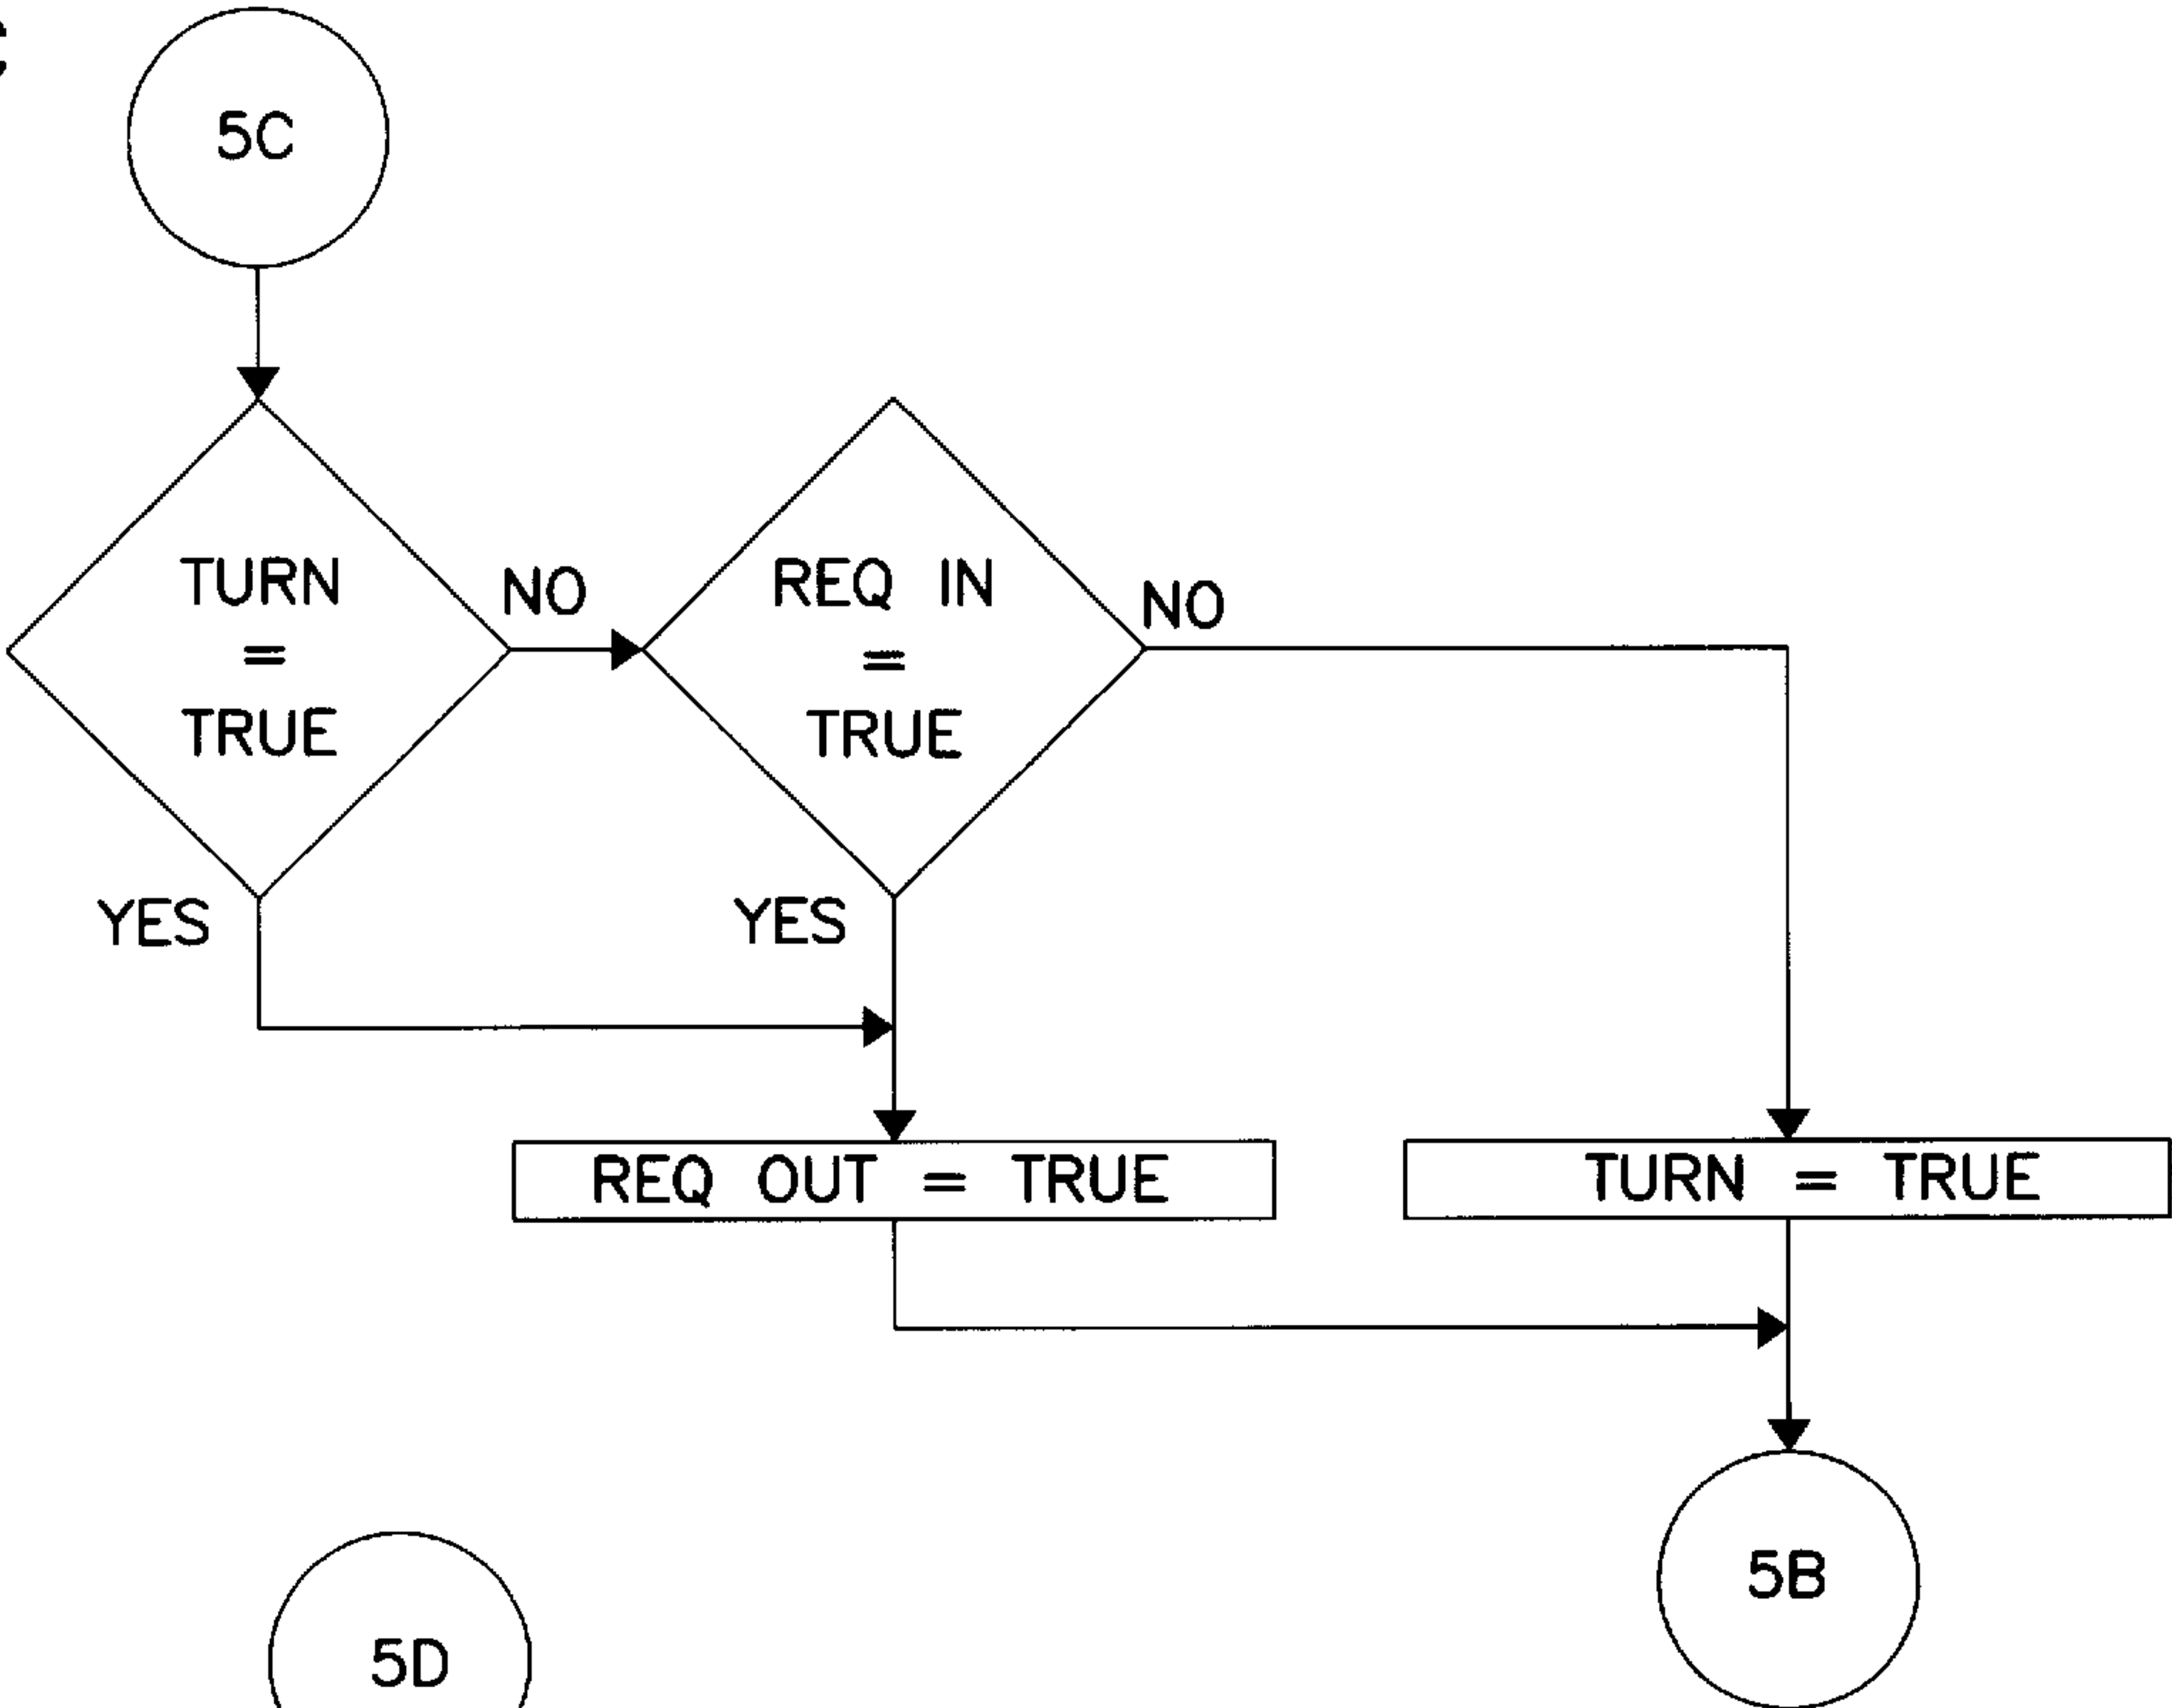 5C
TURN
=
TRUE
NO
REQ IN
=
TRUE
NO
YES
YES
REQ OUT = TRUE
TURN = TRUE
5B
5D